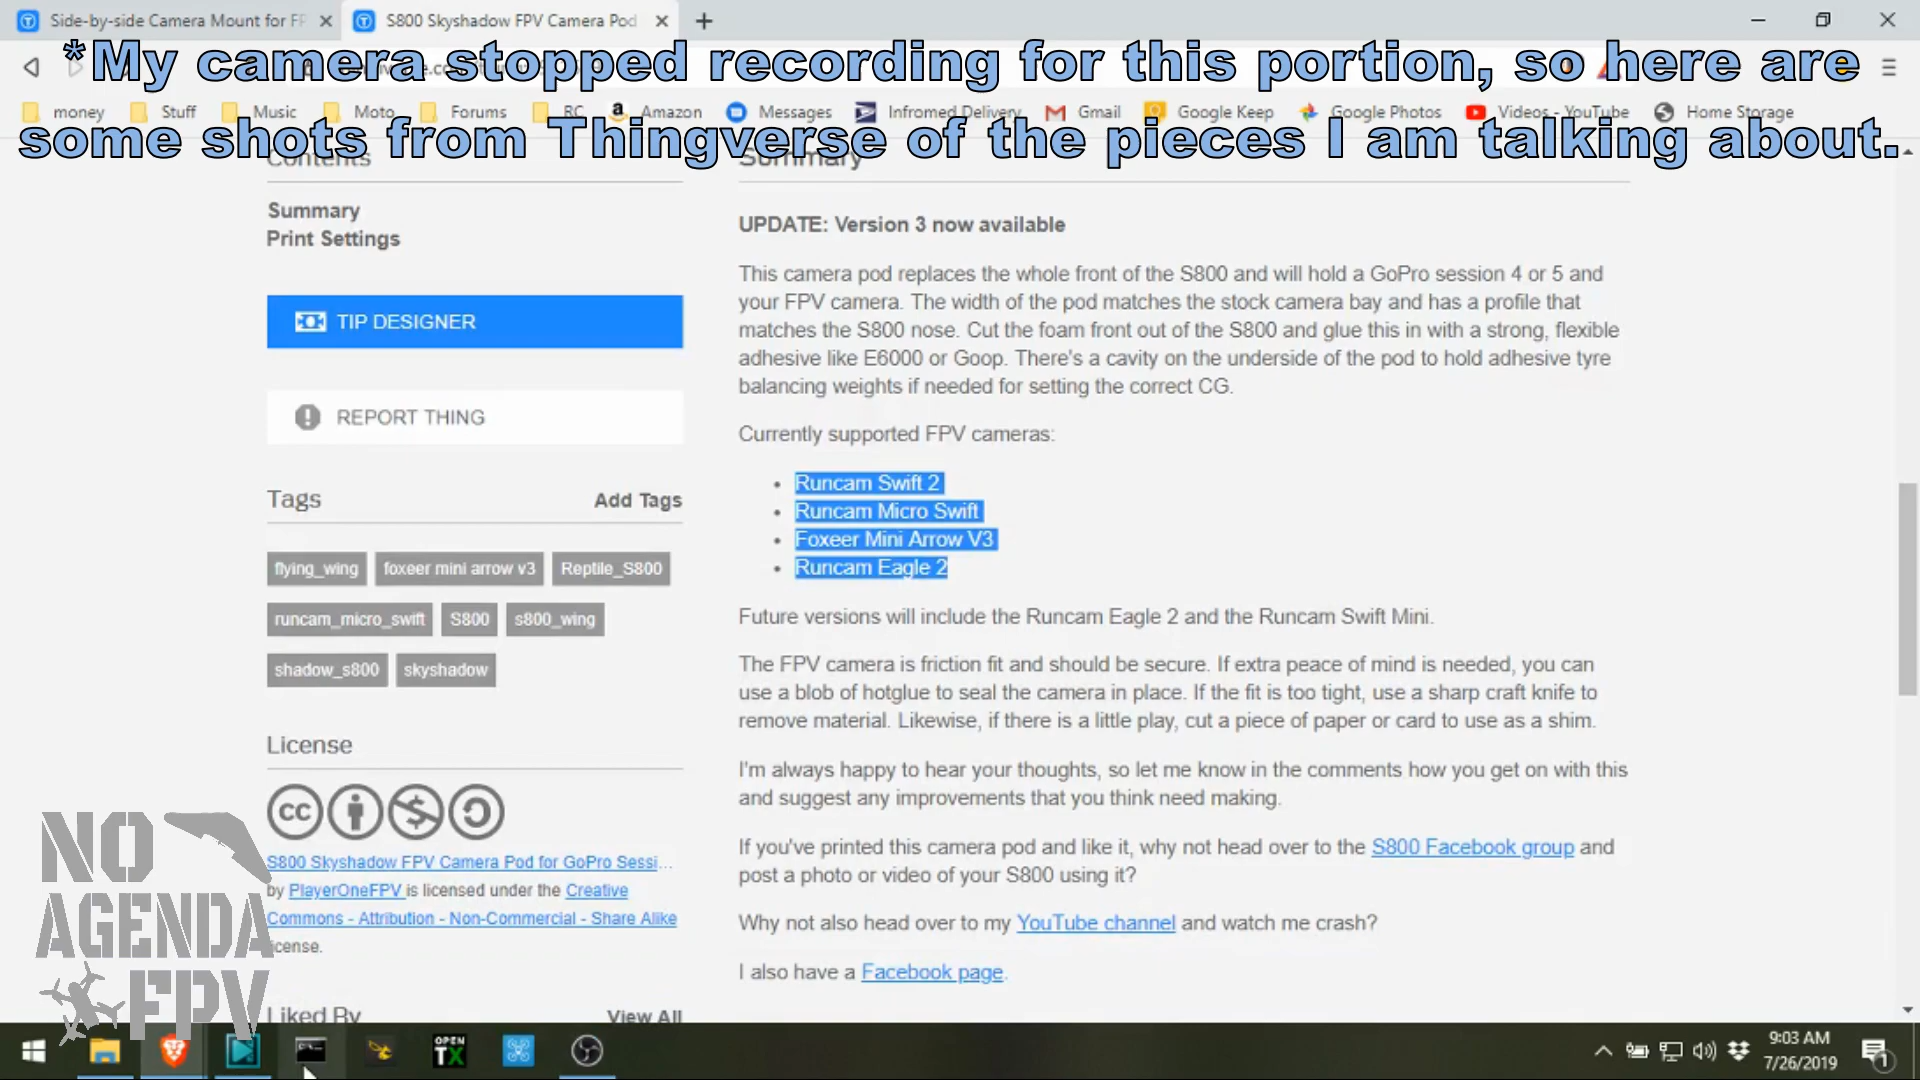 Side-by-side Camera Mount for FP
S800 Skyshadow FPV Camera Pod
*My camera stopped recording for this portion, so here are
some shots from Thingverse of the pieces I am talking about.
money
Stuff
Music
Moto
Forums
RC
Amazon
Messages
Infromed Delivery
Gmail
Google Keep
Google Photos
Videos - YouTube
Home Storage
Contents
Summary
Print Settings
TIP DESIGNER
REPORT THING
Tags
Add Tags
flying_wing
foxeer mini arrow v3
Reptile_S800
runcam_micro_swift
S800
s800_wing
shadow_s800
skyshadow
License
S800 Skyshadow FPV Camera Pod for GoPro Sessi...
by PlayerOneFPV is licensed under the Creative
Commons - Attribution - Non-Commercial - Share Alike
license.
Liked By
View All
Summary
UPDATE: Version 3 now available
This camera pod replaces the whole front of the S800 and will hold a GoPro session 4 or 5 and
your FPV camera. The width of the pod matches the stock camera bay and has a profile that
matches the S800 nose. Cut the foam front out of the S800 and glue this in with a strong, flexible
adhesive like E6000 or Goop. There's a cavity on the underside of the pod to hold adhesive tyre
balancing weights if needed for setting the correct CG.
Currently supported FPV cameras:
Runcam Swift 2
Runcam Micro Swift
Foxeer Mini Arrow V3
Runcam Eagle 2
Future versions will include the Runcam Eagle 2 and the Runcam Swift Mini.
The FPV camera is friction fit and should be secure. If extra peace of mind is needed, you can
use a blob of hotglue to seal the camera in place. If the fit is too tight, use a sharp craft knife to
remove material. Likewise, if there is a little play, cut a piece of paper or card to use as a shim.
I'm always happy to hear your thoughts, so let me know in the comments how you get on with this
and suggest any improvements that you think need making.
If you've printed this camera pod and like it, why not head over to the S800 Facebook group and
post a photo or video of your S800 using it?
Why not also head over to my YouTube channel and watch me crash?
I also have a Facebook page.
NO
AGENDA
FPV
OPEN
TX
9:03 AM
7/26/2019
1